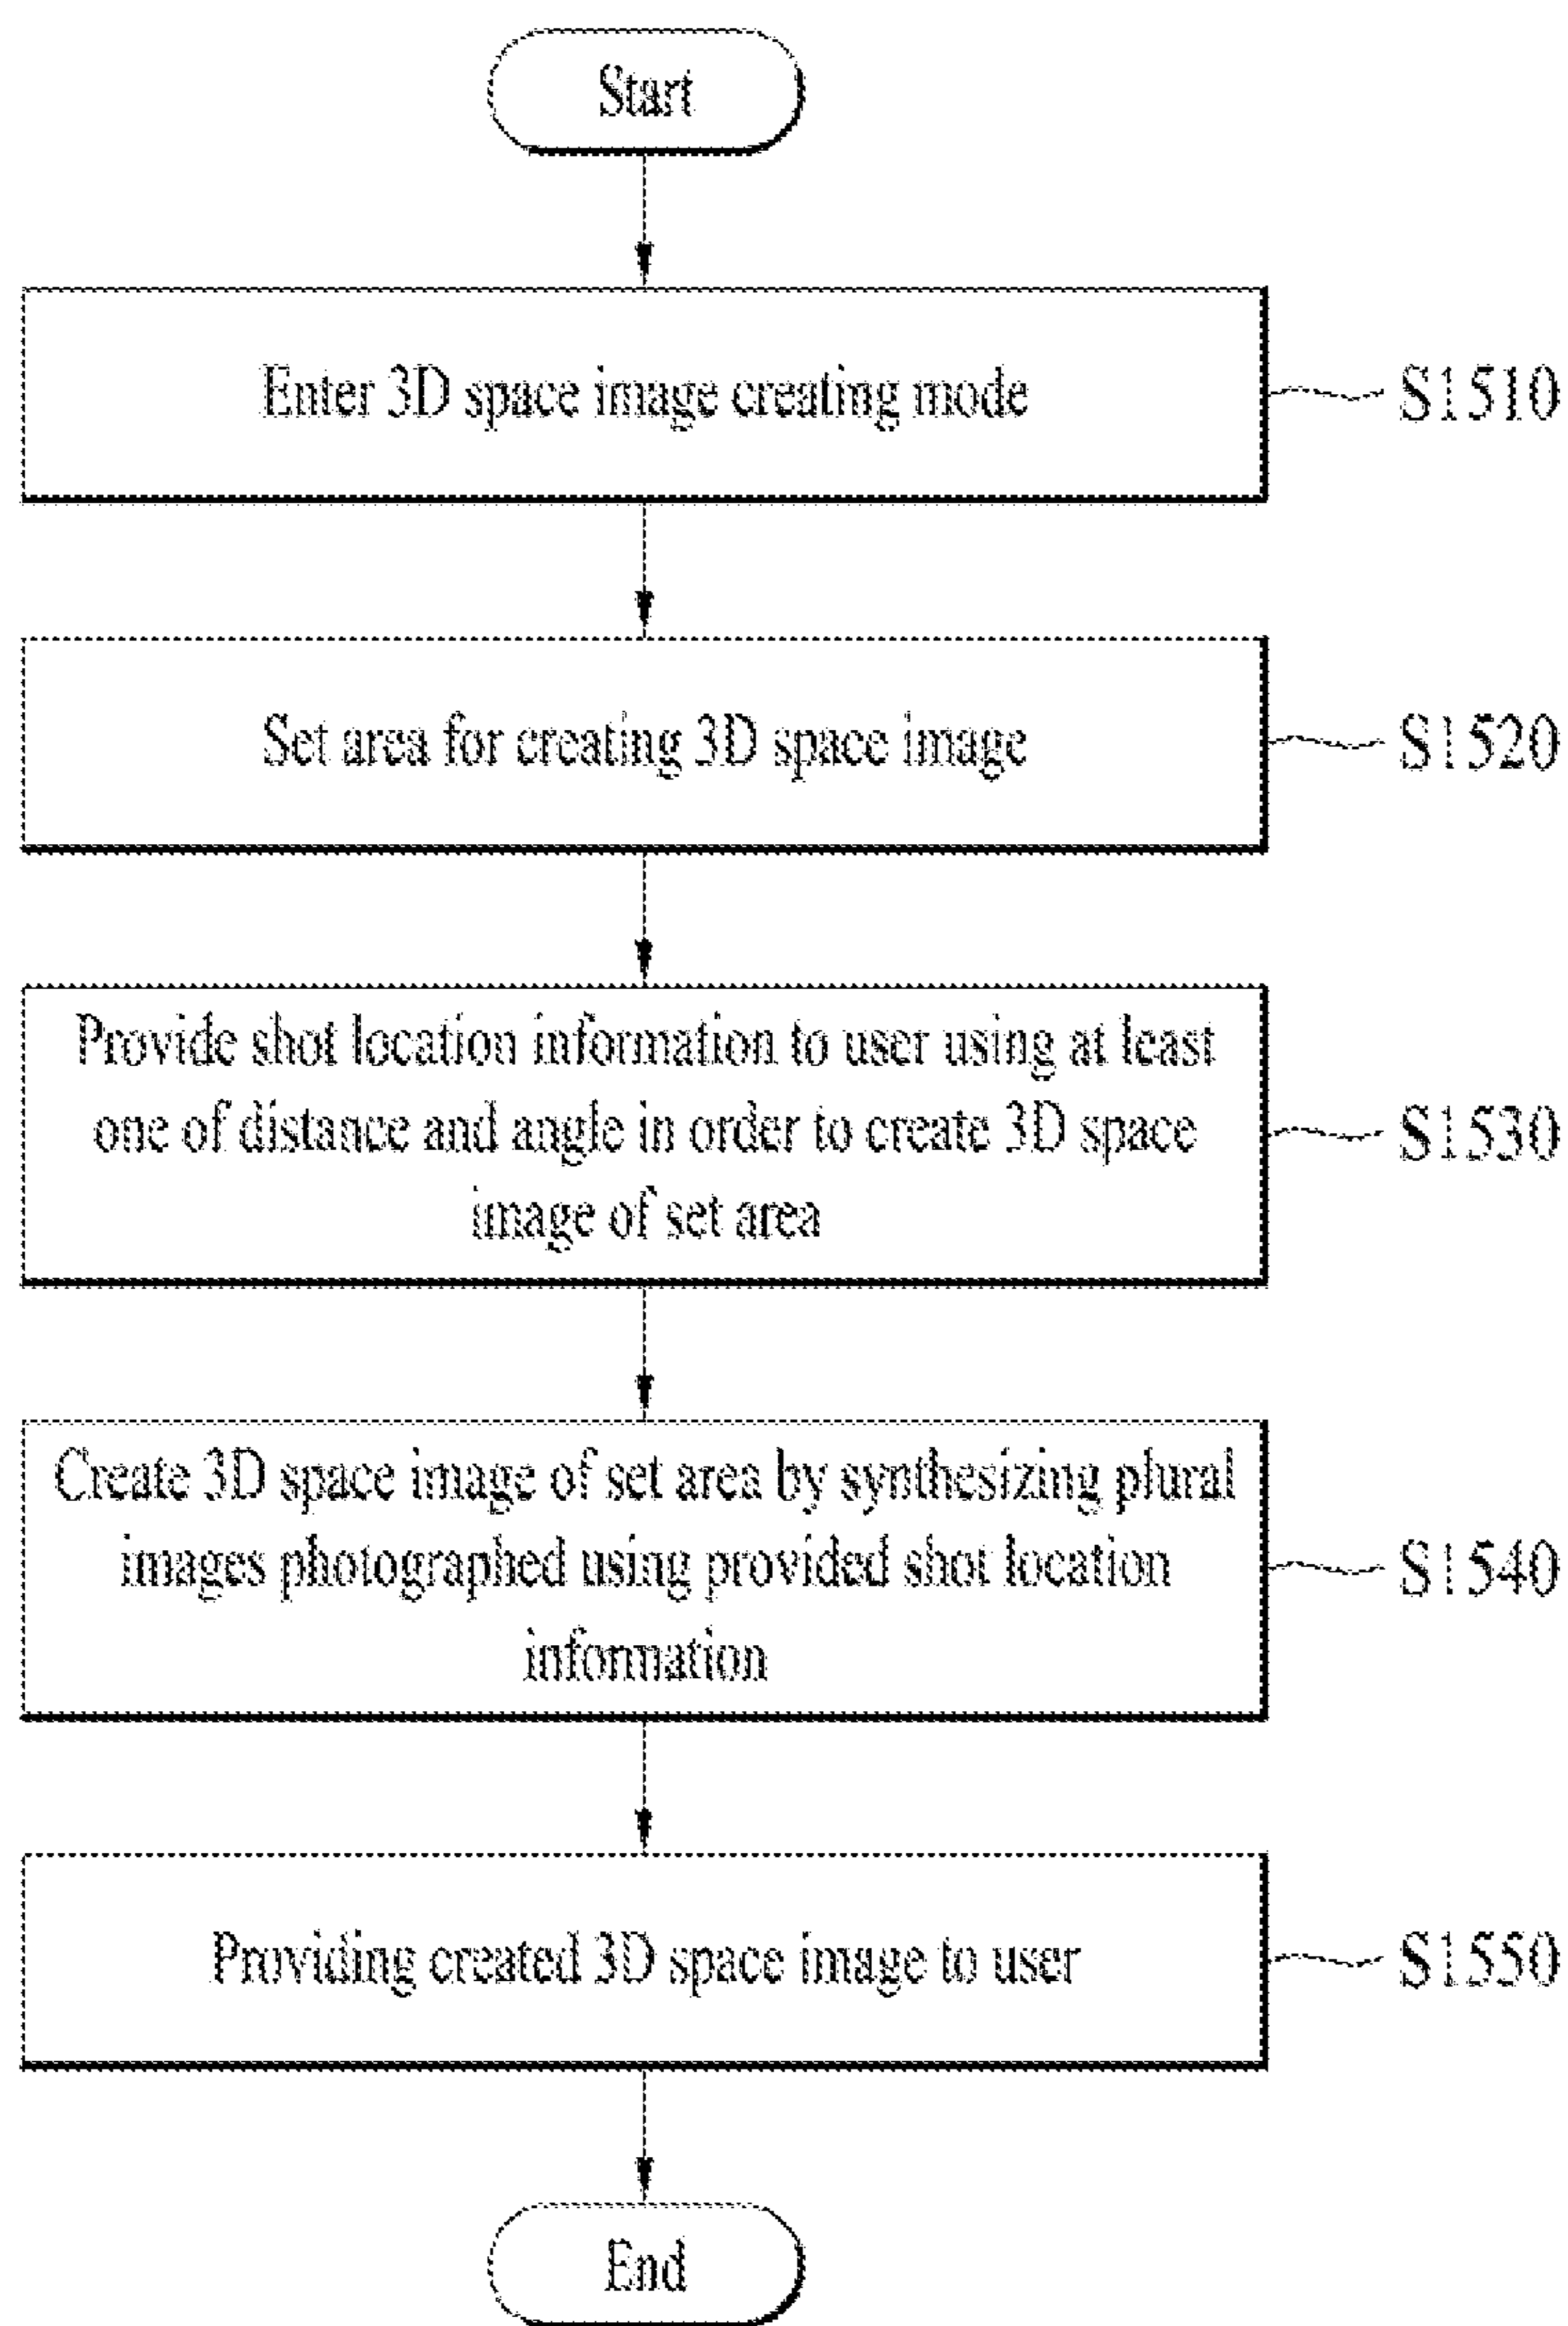 Start
Enter 3D space image creating mode
S1510
Set area for creating 3D space image
S1520
Provide shot location information to user using at least
one of distance and angle in order to create 3D space
image of set area
S1530
Create 3D space image of set area by synthesizing plural
images photographed using provided shot location
information
S1540
Providing created 3D space image to user
S1550
End